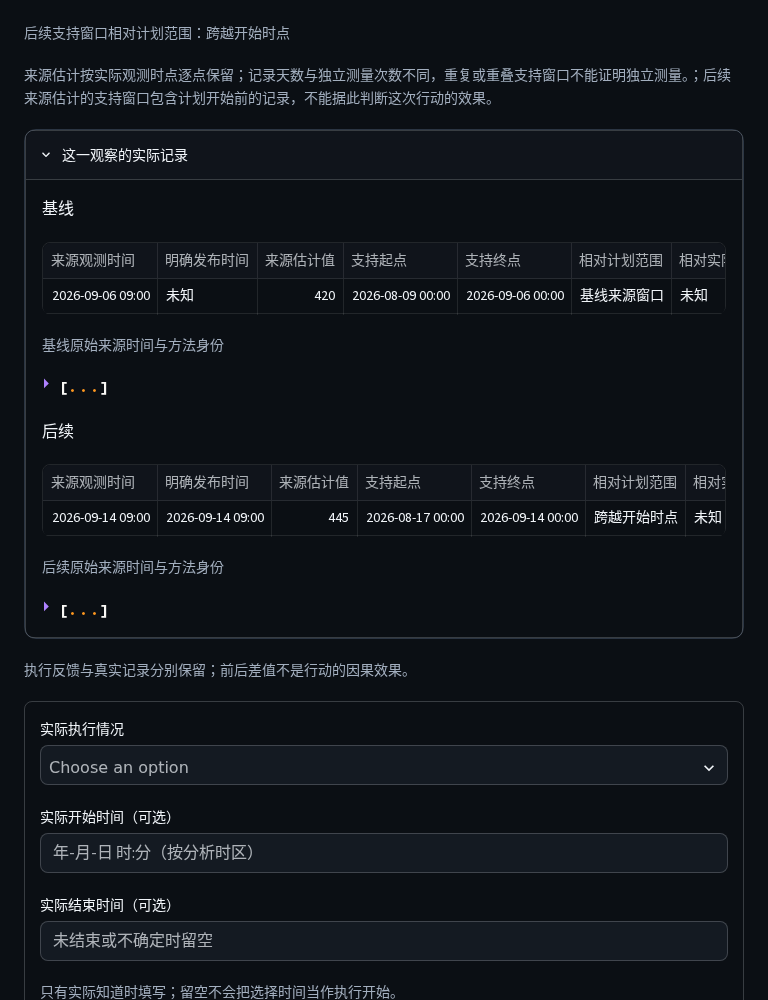 后续支持窗口相对计划范围：跨越开始时点
来源估计按实际观测时点逐点保留；记录天数与独立测量次数不同，重复或重叠支持窗口不能证明独立测量。；后续
来源估计的支持窗口包含计划开始前的记录，不能据此判断这次行动的效果。
这一观察的实际记录
基线
来源观测时间 明确发布时间 来源估计值 支持起点 支持终点 相对计划范围 相对实
2026-09-06 09:00 未知 420 2026-08-09 00:00 2026-09-06 00:00 基线来源窗口 未知
基线原始来源时间与方法身份
[...]
后续
来源观测时间 明确发布时间 来源估计值 支持起点 支持终点 相对计划范围 相对
2026-09-14 09:00 2026-09-14 09:00 445 2026-08-17 00:00 2026-09-14 00:00 跨越开始时点 未知
后续原始来源时间与方法身份
[...]
执行反馈与真实记录分别保留；前后差值不是行动的因果效果。
实际执行情况
Choose an option
实际开始时间（可选）
年-月-日 时:分（按分析时区）
实际结束时间（可选）
未结束或不确定时留空
只有实际知道时填写；留空不会把选择时间当作执行开始。